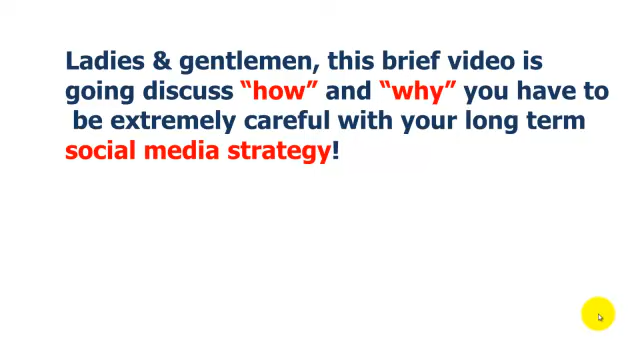 Ladies & gentlemen, this brief video is
going discuss “how” and “why” you have to
be extremely careful with your long term
social media strategy!